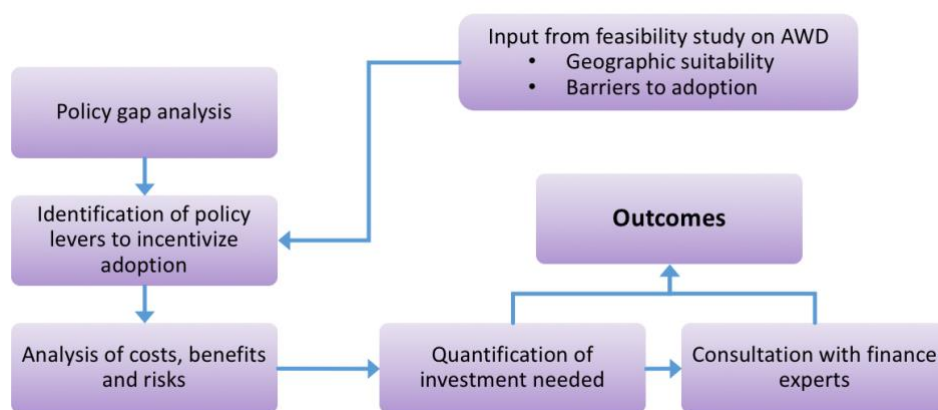 Input from feasibility study on AWD
• Geographic suitability
• Barriers to adoption
Policy gap analysis
Identification of policy
levers to incentivize
adoption
Outcomes
Analysis of costs, benefits
and risks
Quantification of
investment needed
Consultation with finance
experts